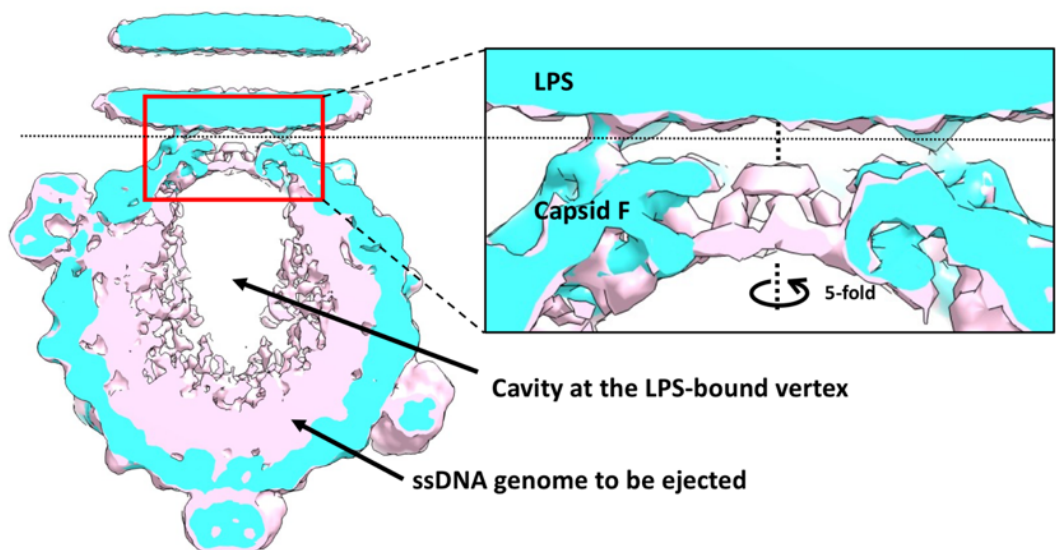 LPS
Capsid F
5-fold
Cavity at the LPS-bound vertex
ssDNA genome to be ejected